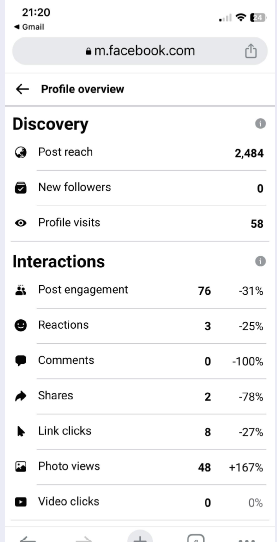 21:20
24
◂ Gmail
m.facebook.com
Profile overview
Discovery
Post reach 2,484
New followers 0
Profile visits 58
Interactions
Post engagement 76 -31%
Reactions 3 -25%
Comments 0 -100%
Shares 2 -78%
Link clicks 8 -27%
Photo views 48 +167%
Video clicks 0 0%